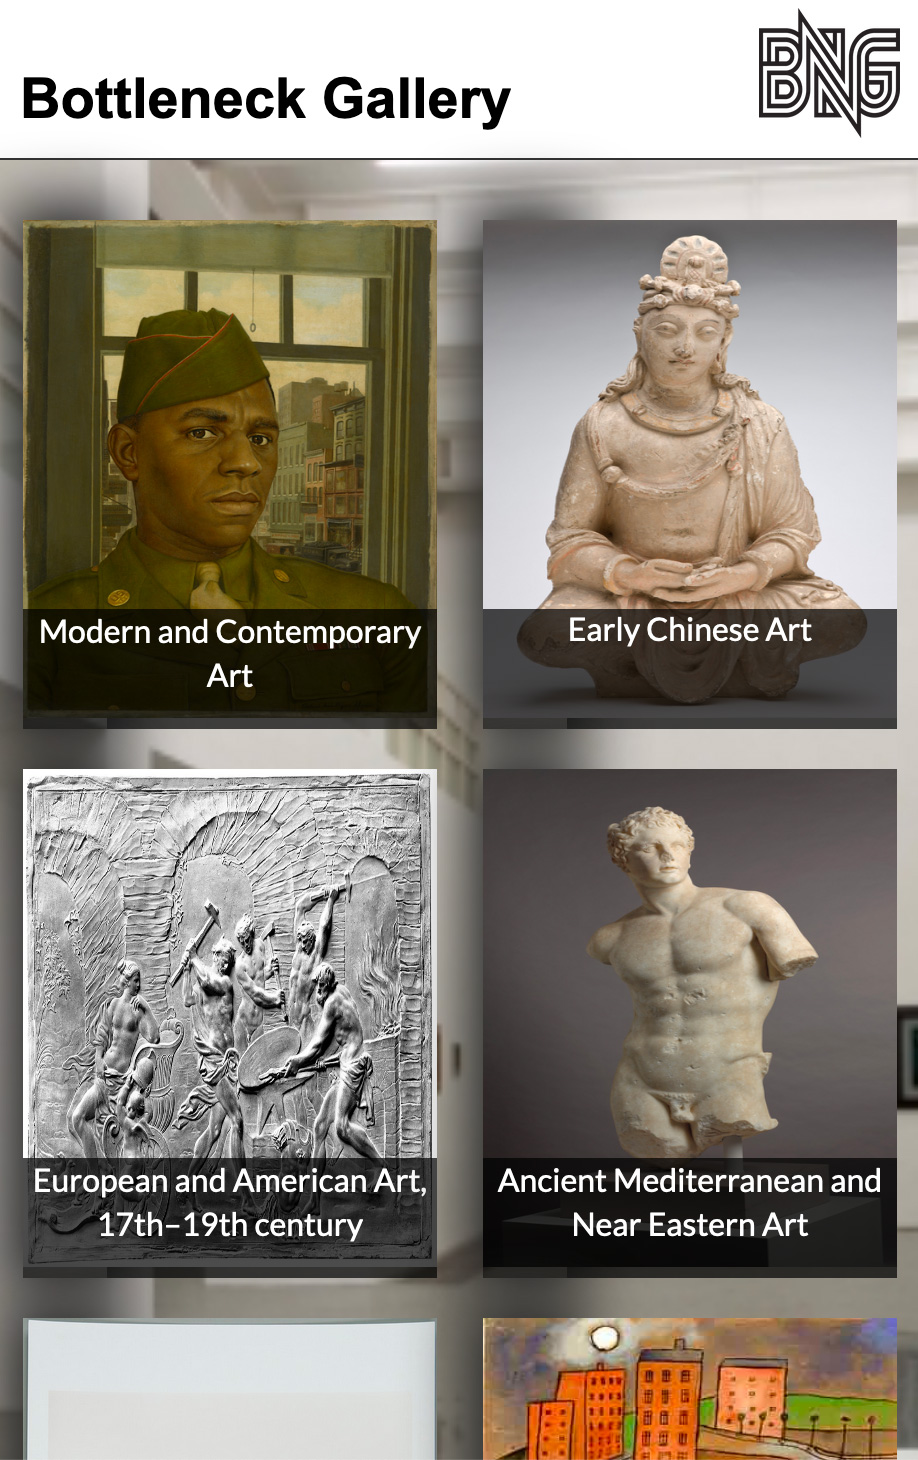 Bottleneck Gallery
BNG
Modern and Contemporary
Art
Early Chinese Art
European and American Art,
17th–19th century
Ancient Mediterranean and
Near Eastern Art